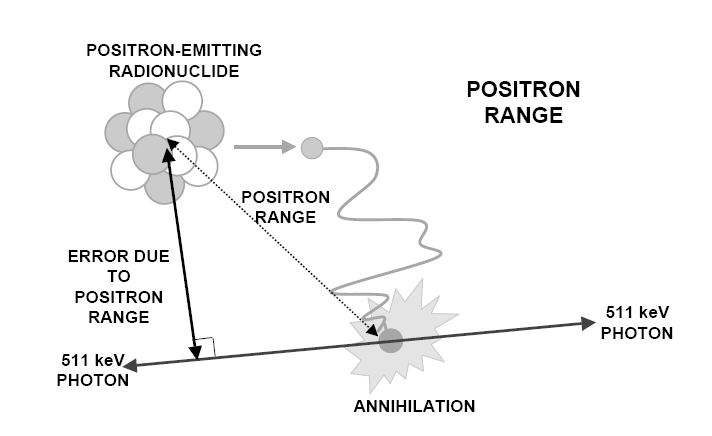 POSITRON-EMITTING
RADIONUCLIDE
POSITRON
RANGE
POSITRON
RANGE
ERROR DUE
TO
POSITRON
RANGE
511 keV
PHOTON
511 keV
PHOTON
ANNIHILATION